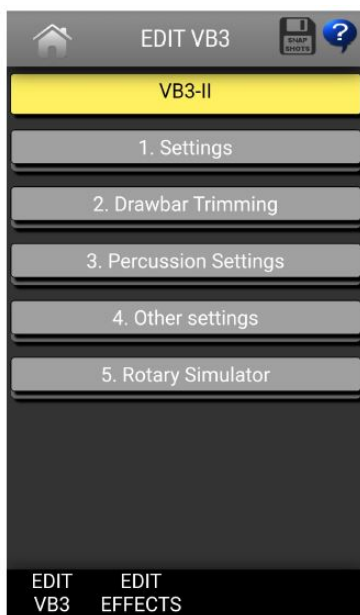 EDIT VB3
SNAP
SHOTS
?
VB3-II
1. Settings
2. Drawbar Trimming
3. Percussion Settings
4. Other settings
5. Rotary Simulator
EDIT EDIT
VB3 EFFECTS